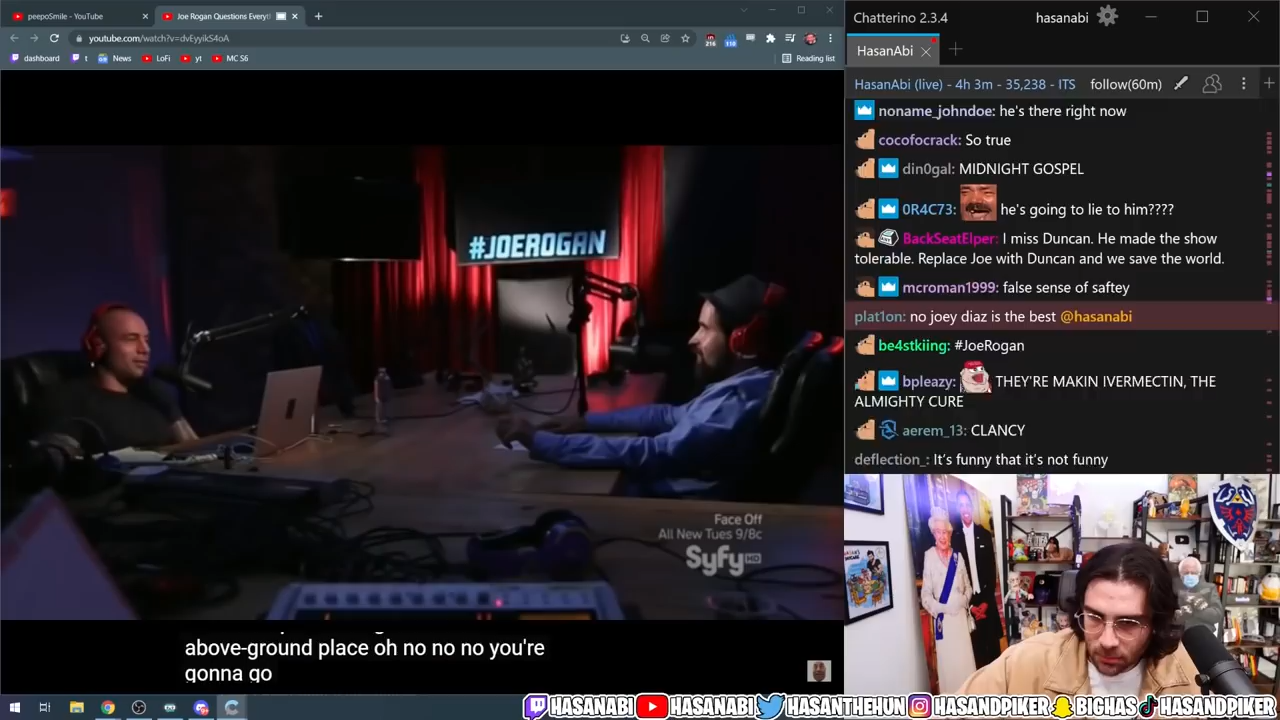 peepoSmile - YouTube
Joe Rogan Questions Everyt
youtube.com/watch?v=dvEyyikS4oA
216
110
dashboard
t
News
LoFi
yt
MC S6
Reading list
#JOEROGAN
Face Off
All New Tues 9/8c
Syfy HD
above-ground place oh no no no you're
gonna go
Chatterino 2.3.4
hasanabi
HasanAbi
HasanAbi (live) - 4h 3m - 35,238 - ITS
follow(60m)
noname_johndoe: he's there right now
cocofocrack: So true
din0gal: MIDNIGHT GOSPEL
0R4C73: he's going to lie to him????
BackSeatElper: I miss Duncan. He made the show
tolerable. Replace Joe with Duncan and we save the world.
mcroman1999: false sense of saftey
plat1on: no joey diaz is the best @hasanabi
be4stkiing: #JoeRogan
bpleazy: THEY'RE MAKIN IVERMECTIN, THE
ALMIGHTY CURE
aerem_13: CLANCY
deflection_: It's funny that it's not funny
HASANABI HASANABI HASANTHEHUN HASANDPIKER BIGHAS HASANDPIKER